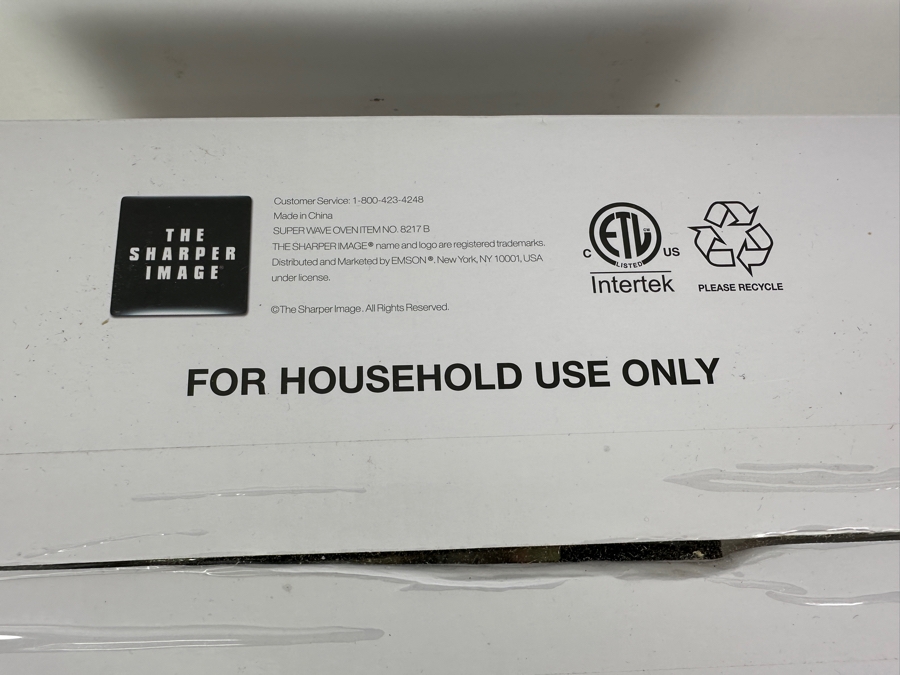 THE
SHARPER
IMAGE
Customer Service: 1-800-423-4248
Made in China
SUPER WAVE OVEN ITEM NO. 8217 B
THE SHARPER IMAGE® name and logo are registered trademarks.
Distributed and Marketed by EMSON®. New York, NY 10001, USA
under license.
©The Sharper Image. All Rights Reserved.
ETL
CM
LISTED
C US
Intertek
PLEASE RECYCLE
FOR HOUSEHOLD USE ONLY